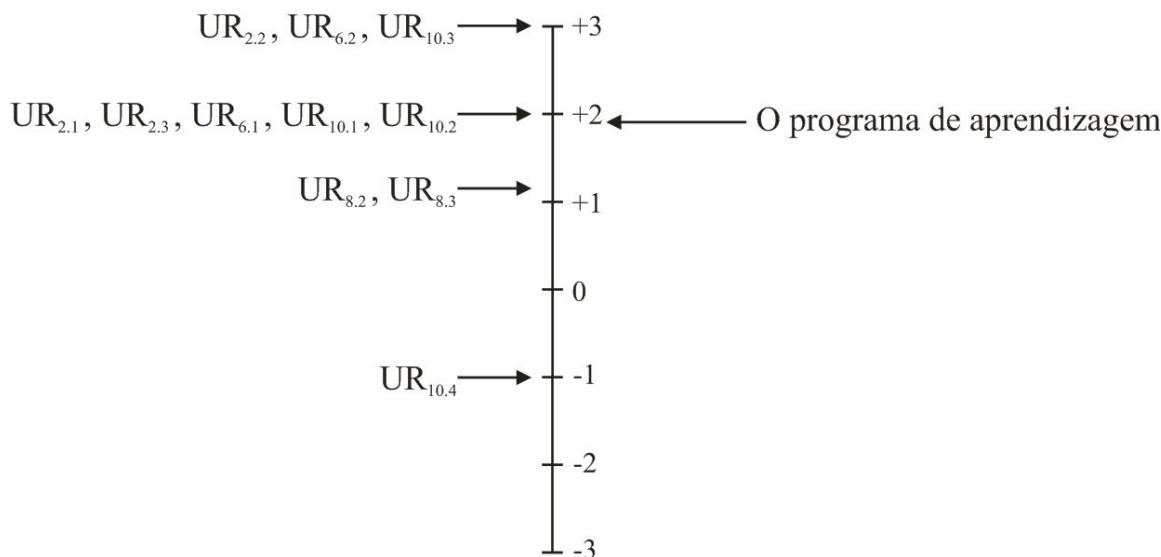 UR2.2, UR6.2, UR10.3 +3
UR2.1, UR2.3, UR6.1, UR10.1, UR10.2 +2 O programa de aprendizagem
UR8.2, UR8.3 +1
0
UR10.4 -1
-2
-3